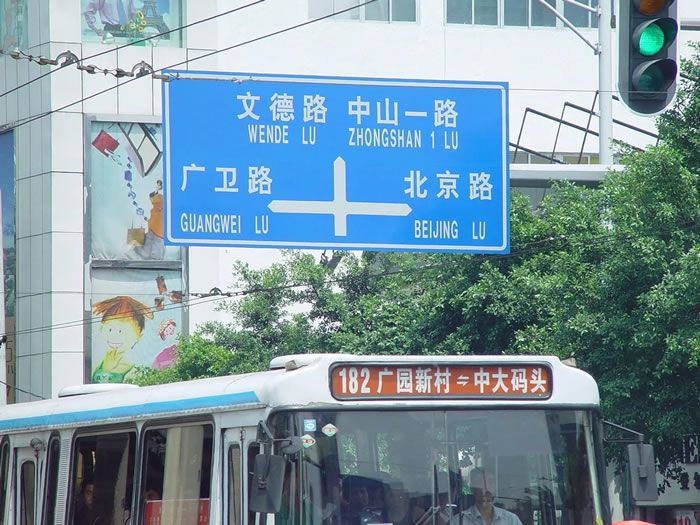 文德路 中山一路
WENDE LU ZHONGSHAN 1 LU
广卫路 北京路
GUANGWEI LU BEIJING LU
182 广园新村 ⇌ 中大码头